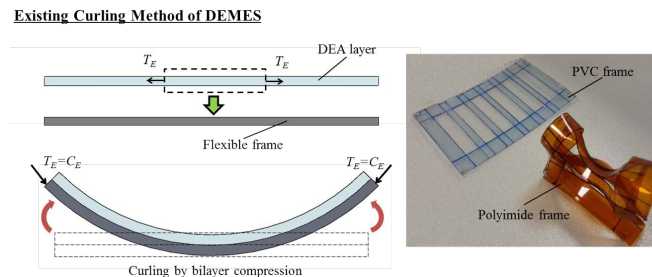 Existing Curling Method of DEMES
DEA layer
T_E T_E
PVC frame
Flexible frame
T_E=C_E T_E=C_E
Polyimide frame
Curling by bilayer compression